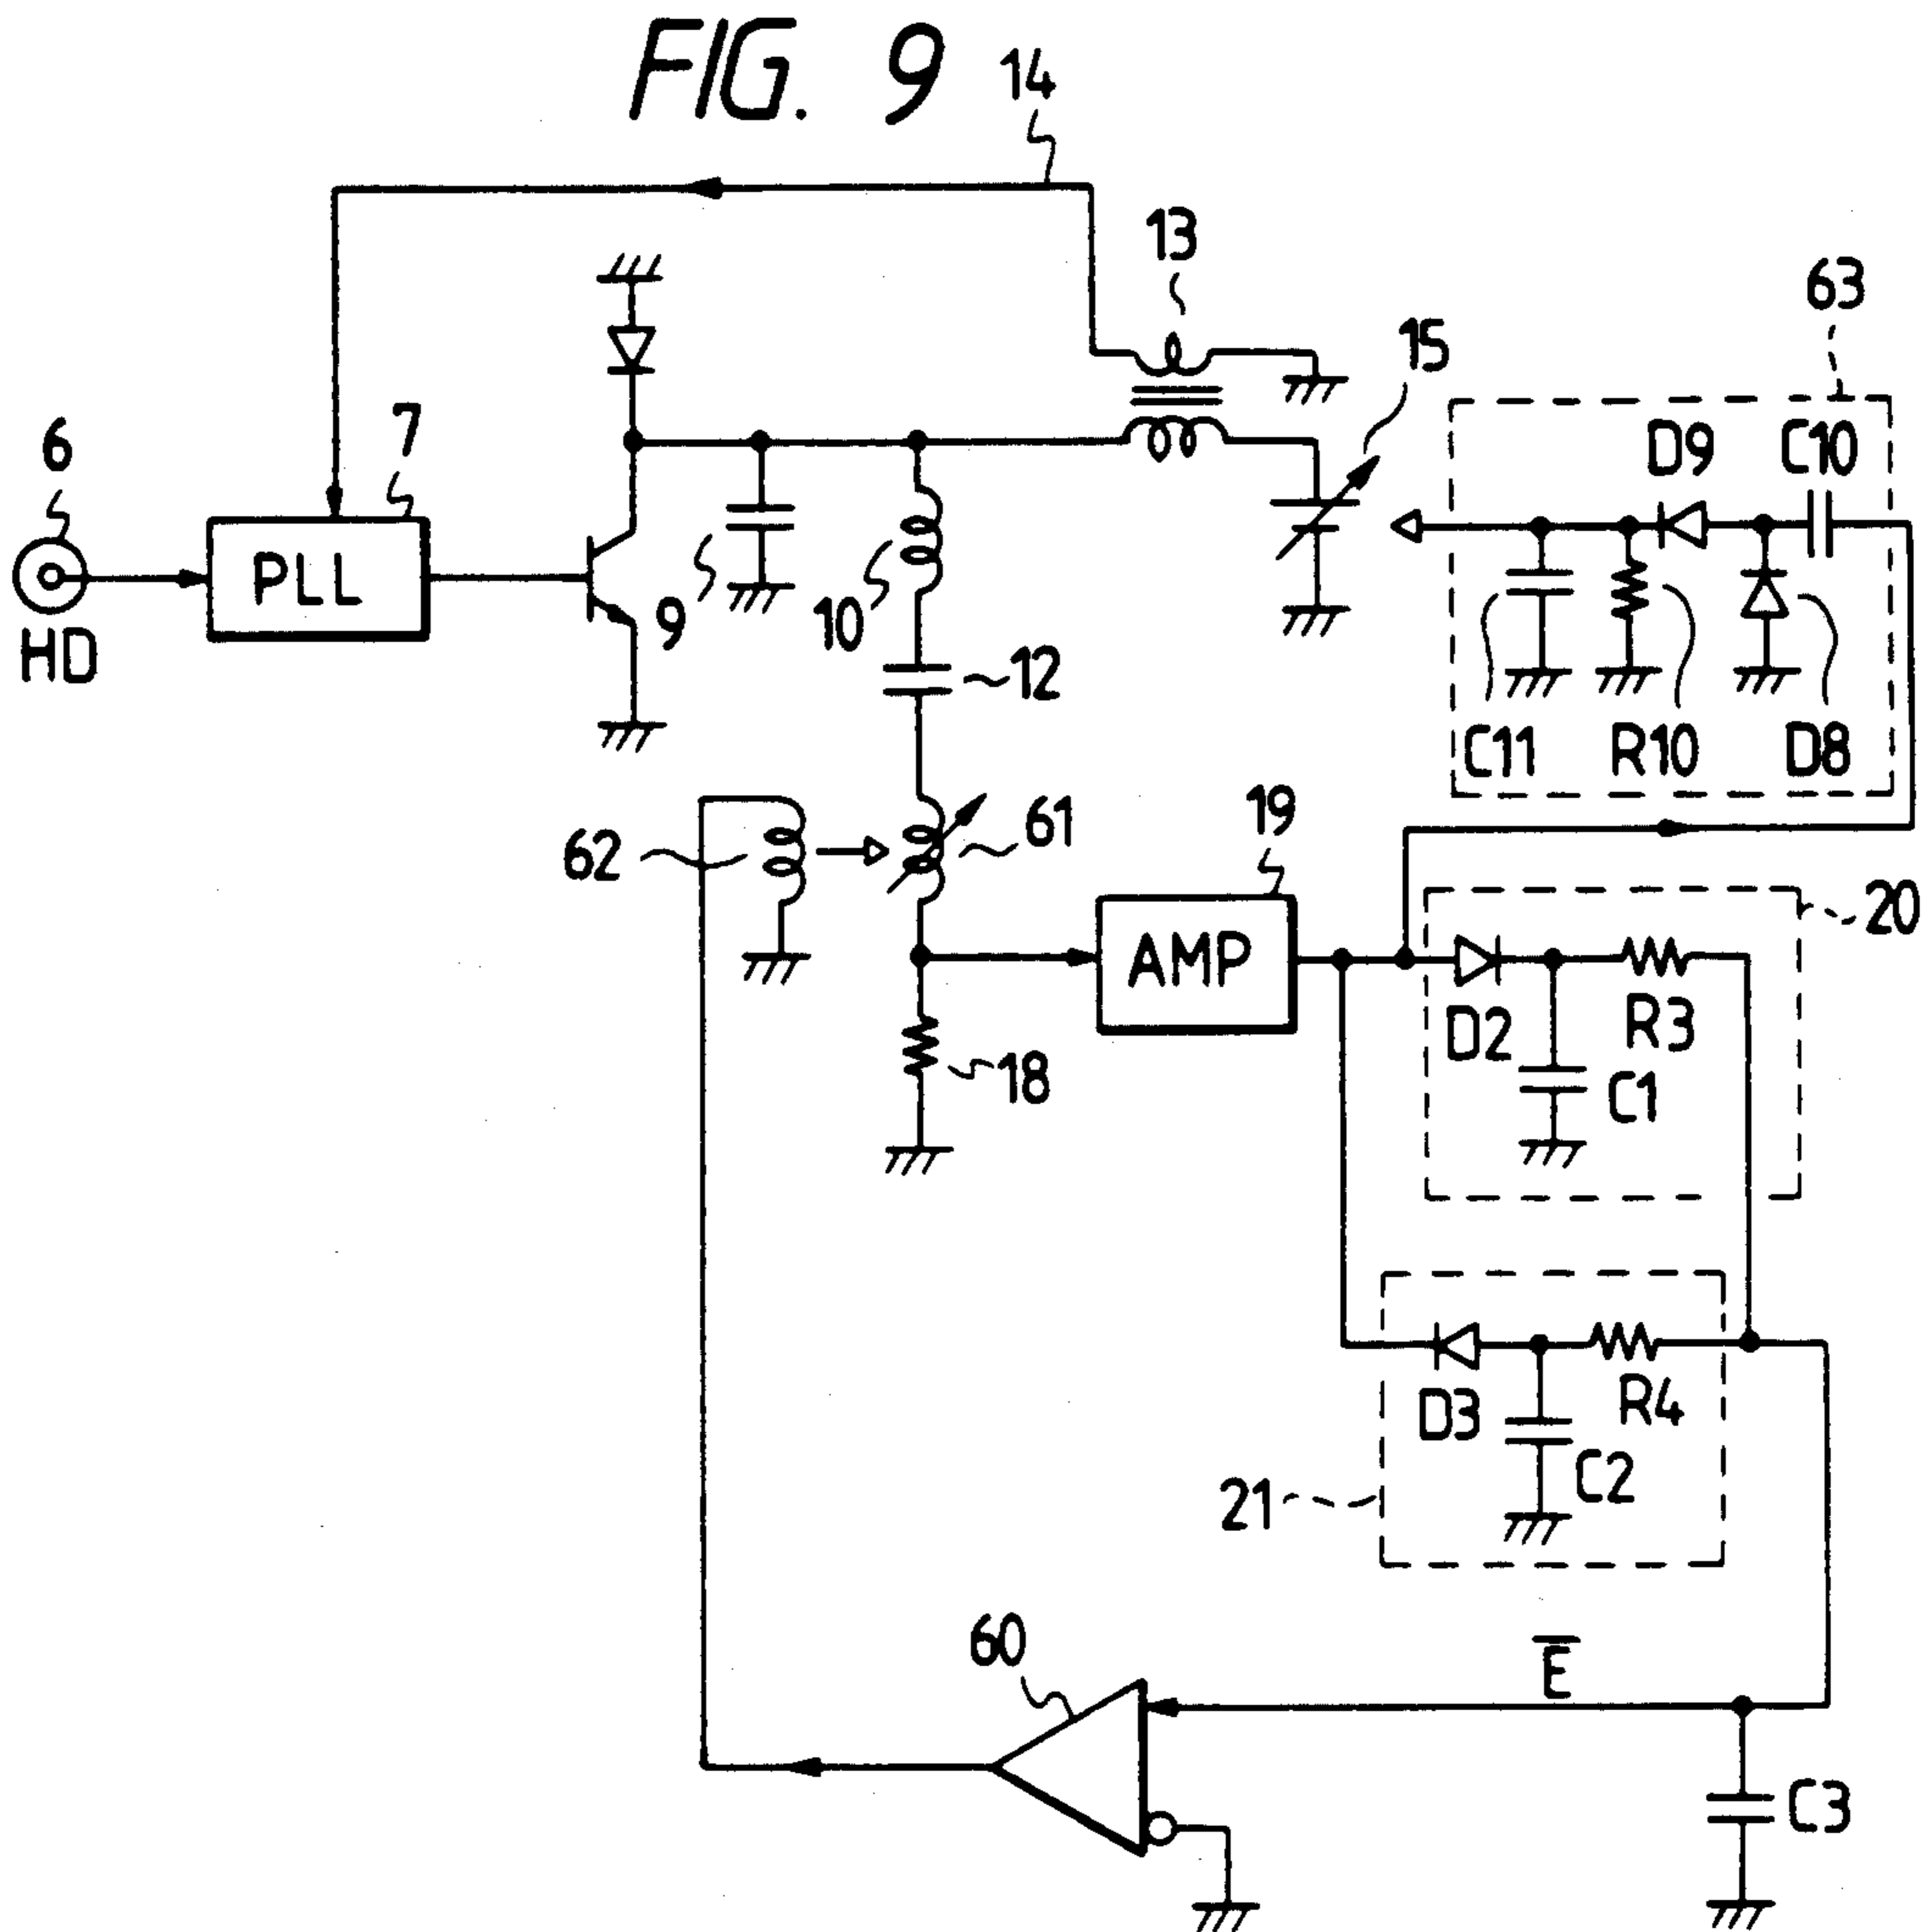 FIG. 9
14
13
63
15
6
7
D9
C10
PLL
9
10
HD
12
C11
R10
D8
19
61
62
20
AMP
D2
R3
18
C1
D3
R4
21
C2
60
E̅
C3